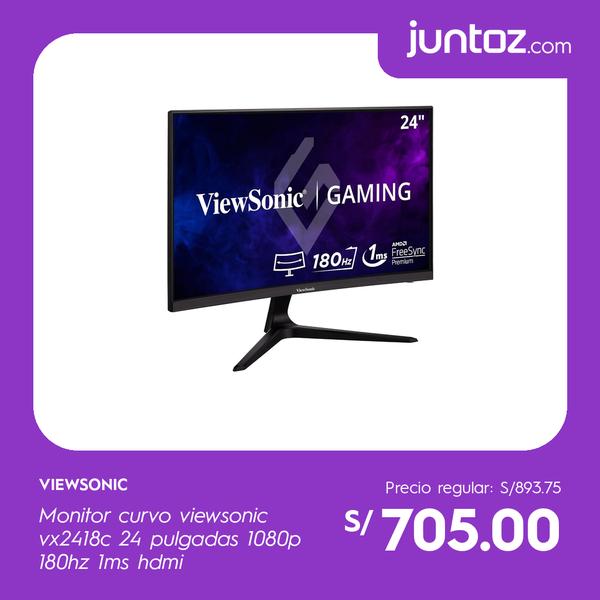 juntoz.com
24"
ViewSonic® | GAMING
180Hz
1ms
AMD
FreeSync
Premium
ViewSonic
VIEWSONIC
Monitor curvo viewsonic
vx2418c 24 pulgadas 1080p
180hz 1ms hdmi
Precio regular: S/893.75
S/ 705.00